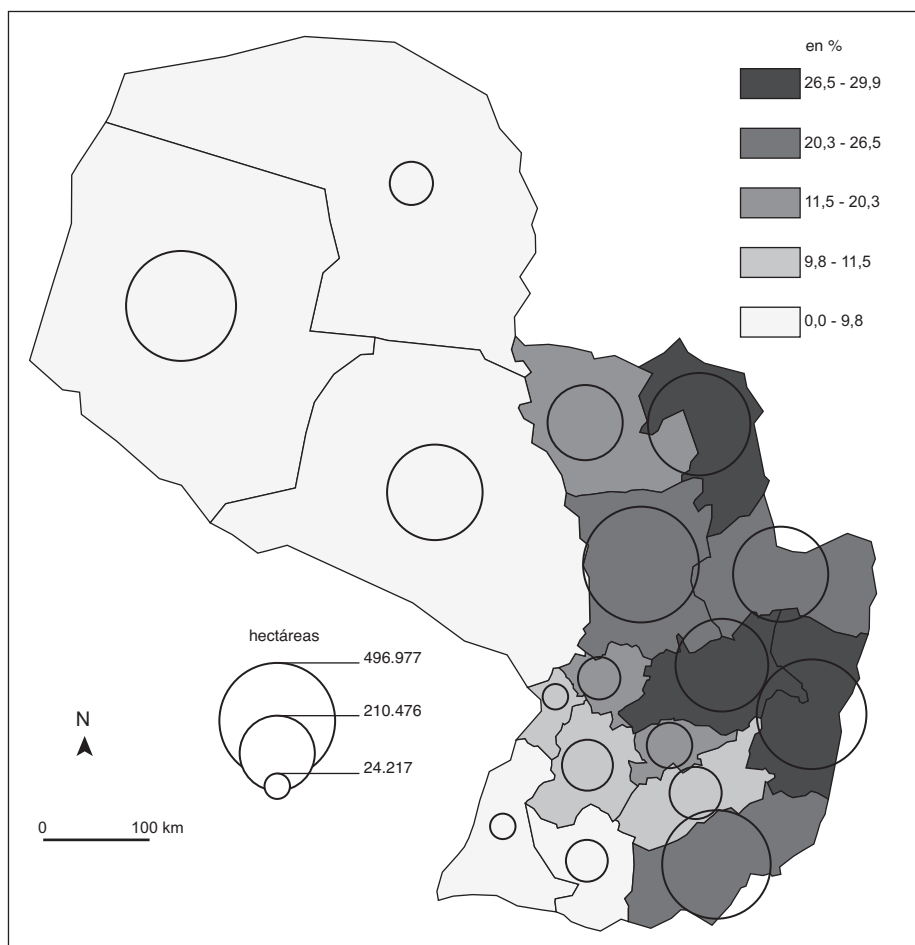 en %
26,5 - 29,9
20,3 - 26,5
11,5 - 20,3
9,8 - 11,5
0,0 - 9,8
hectáreas
496.977
210.476
24.217
N
0 100 km